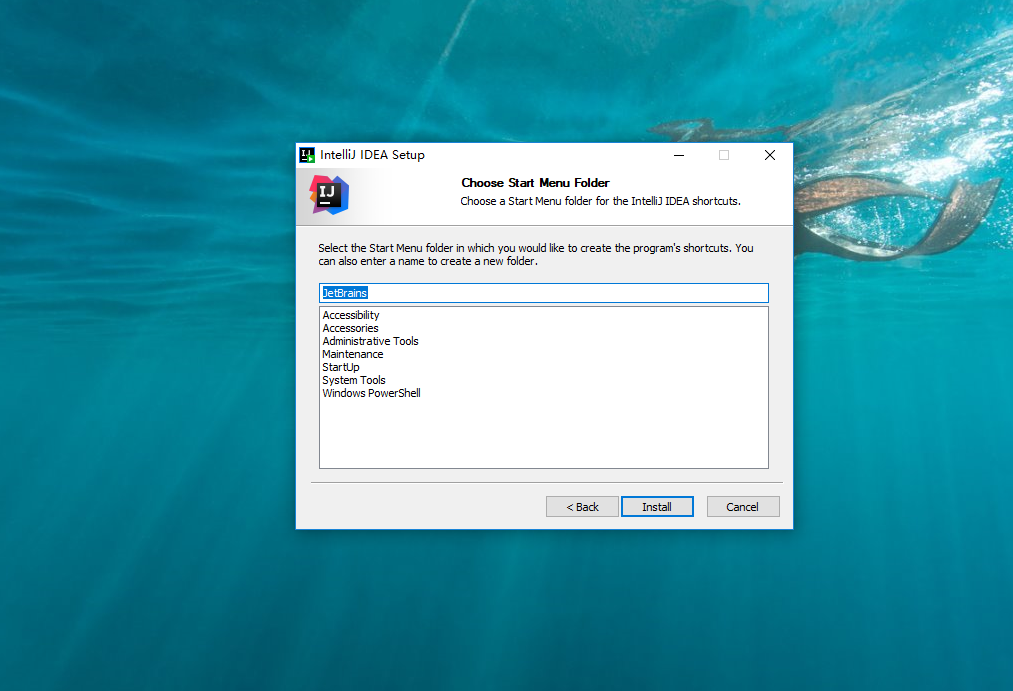 IntelliJ IDEA Setup
IJ
Choose Start Menu Folder
Choose a Start Menu folder for the IntelliJ IDEA shortcuts.
Select the Start Menu folder in which you would like to create the program's shortcuts. You
can also enter a name to create a new folder.
JetBrains
Accessibility
Accessories
Administrative Tools
Maintenance
StartUp
System Tools
Windows PowerShell
< Back
Install
Cancel